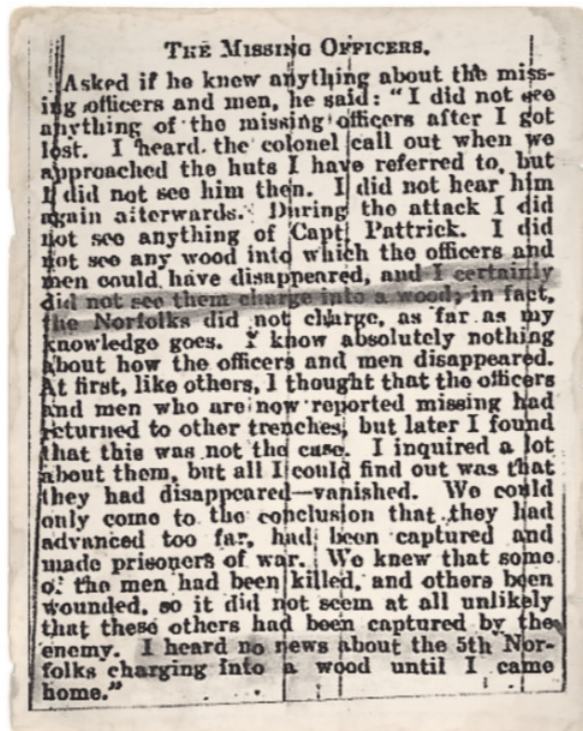 THE MISSING OFFICERS.
Asked if he knew anything about the miss-
ing officers and men, he said: "I did not see
anything of the missing officers after I got
lost. I heard the colonel call out when we
approached the huts I have referred to, but
I did not see him then. I did not hear him
again afterwards. During the attack I did
not see anything of Capt. Pattrick. I did
not see any wood into which the officers and
men could have disappeared, and I certainly
did not see them charge into a wood; in fact,
the Norfolks did not charge, as far as my
knowledge goes. I know absolutely nothing
about how the officers and men disappeared.
At first, like others, I thought that the officers
and men who are now reported missing had
returned to other trenches, but later I found
that this was not the case. I inquired a lot
about them, but all I could find out was that
they had disappeared—vanished. We could
only come to the conclusion that they had
advanced too far, had been captured and
made prisoners of war. We knew that some
of the men had been killed, and others been
wounded, so it did not seem at all unlikely
that these others had been captured by the
enemy. I heard no news about the 5th Nor-
folks charging into a wood until I came
home."